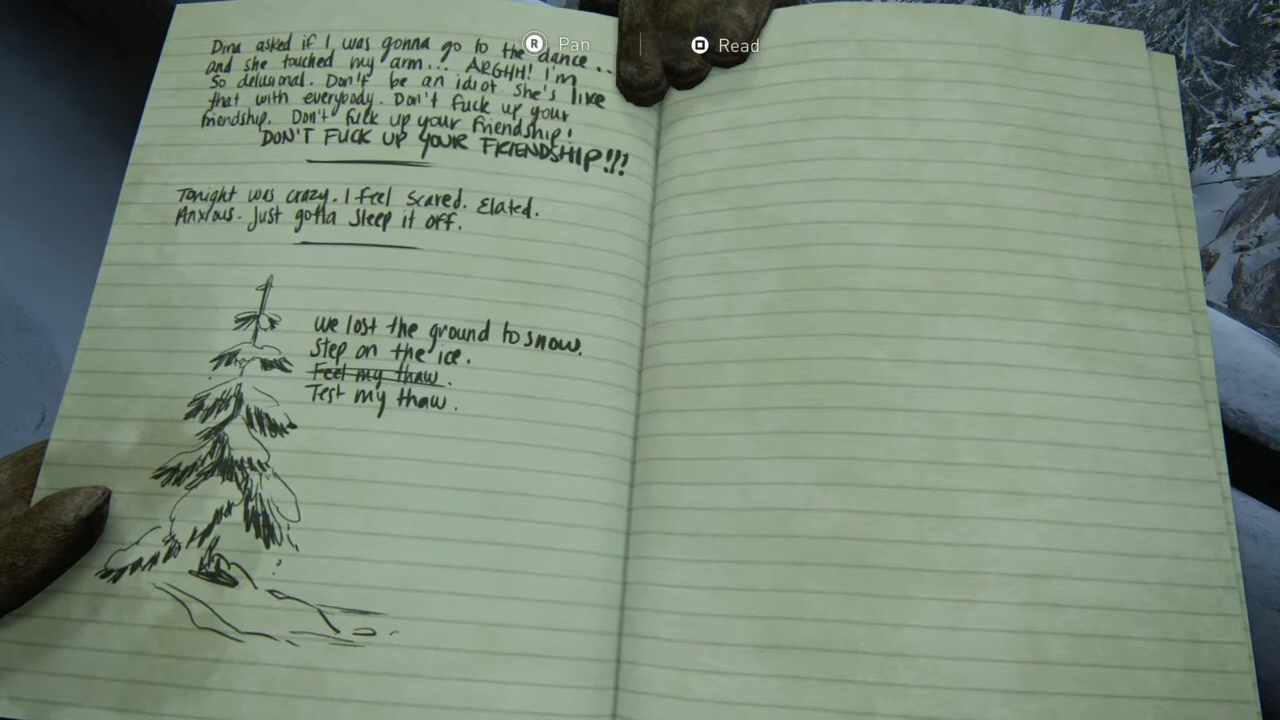 R Pan | Read
Dina asked if I was gonna go to the dance...
and she touched my arm... ARGHH! I'm
so delusional. Don't be an idiot. She's like
that with everybody. Don't fuck up your
friendship. Don't fuck up your friendship!
DON'T FUCK UP YOUR FRIENDSHIP!!!
Tonight was crazy. I feel scared. Elated.
Anxious. Just gotta sleep it off.
We lost the ground to snow.
Step on the ice.
Feel my thaw.
Test my thaw.